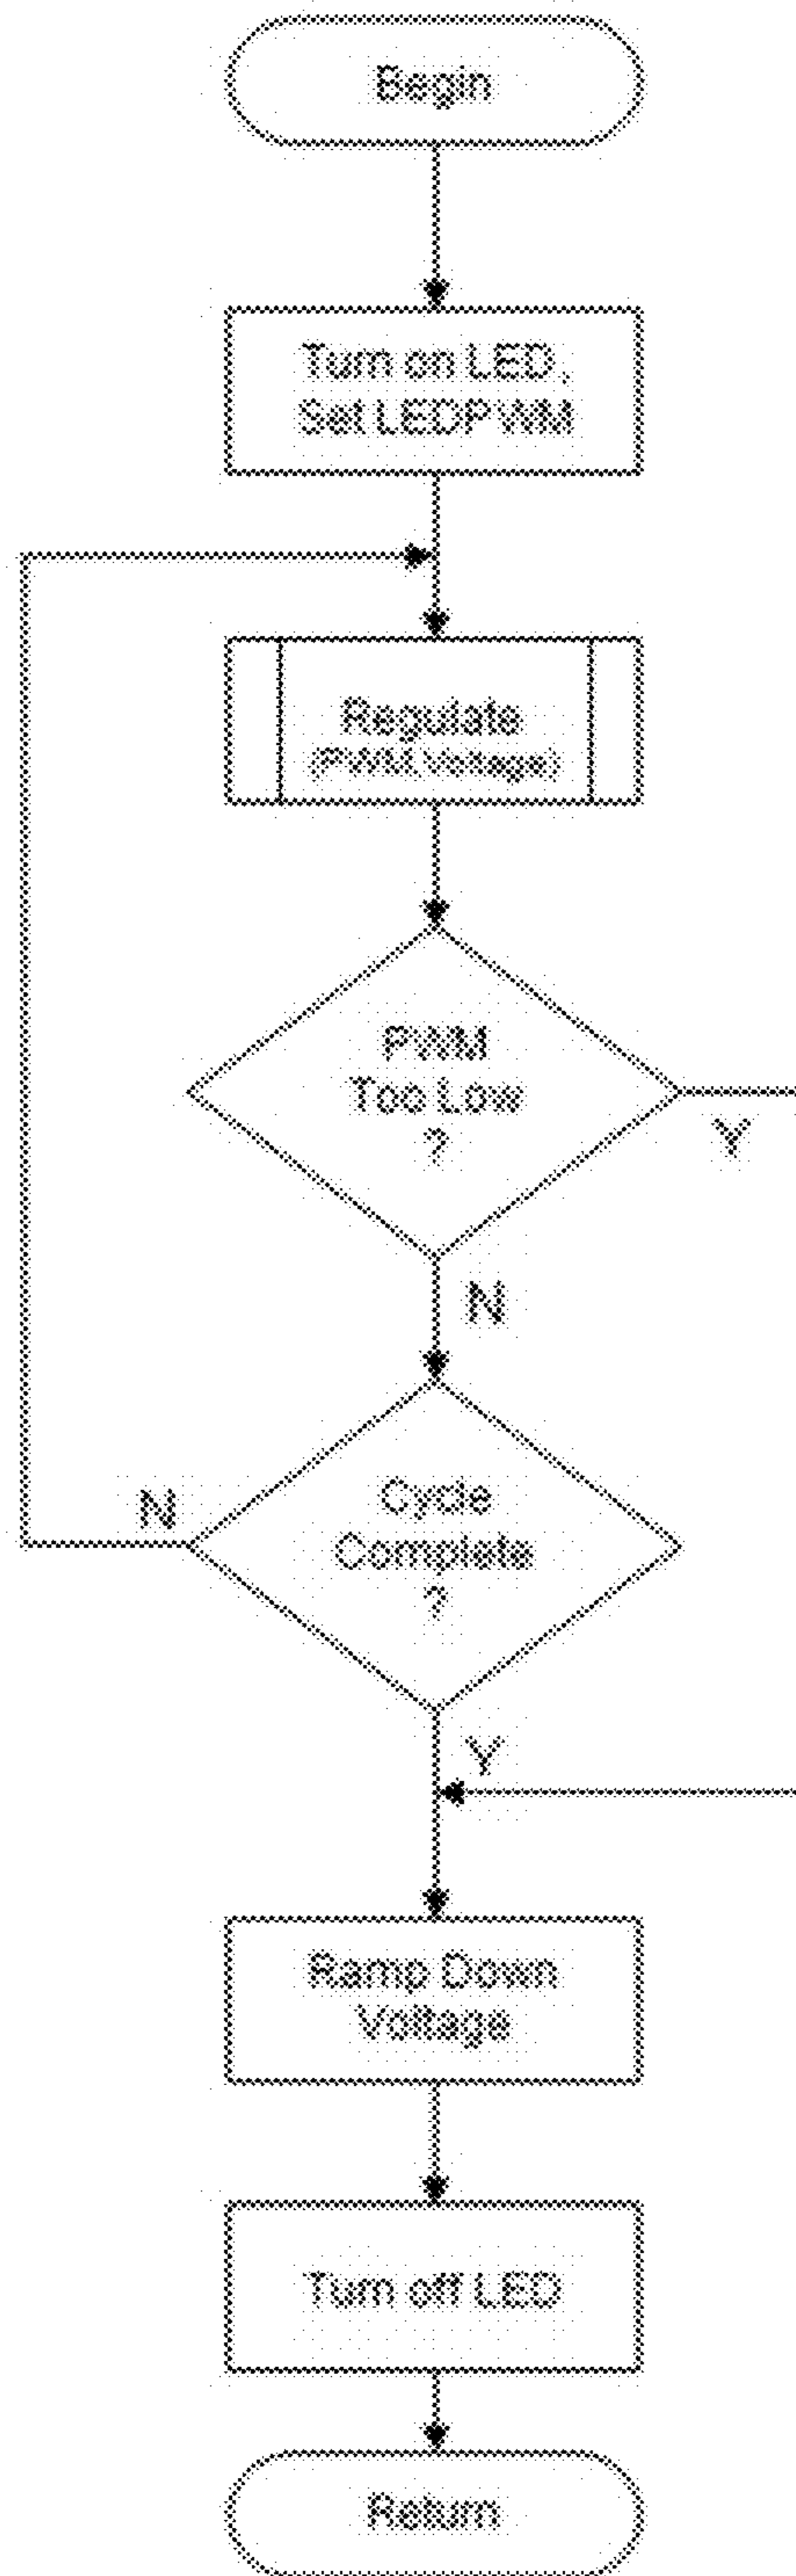 Begin
Turn on LED,
Set LEDPWM
Regulate
(PWM, Voltage)
PWM
Too Low
?
Y
N
Cycle
Complete
?
N
Y
Ramp Down
Voltage
Turn off LED
Return